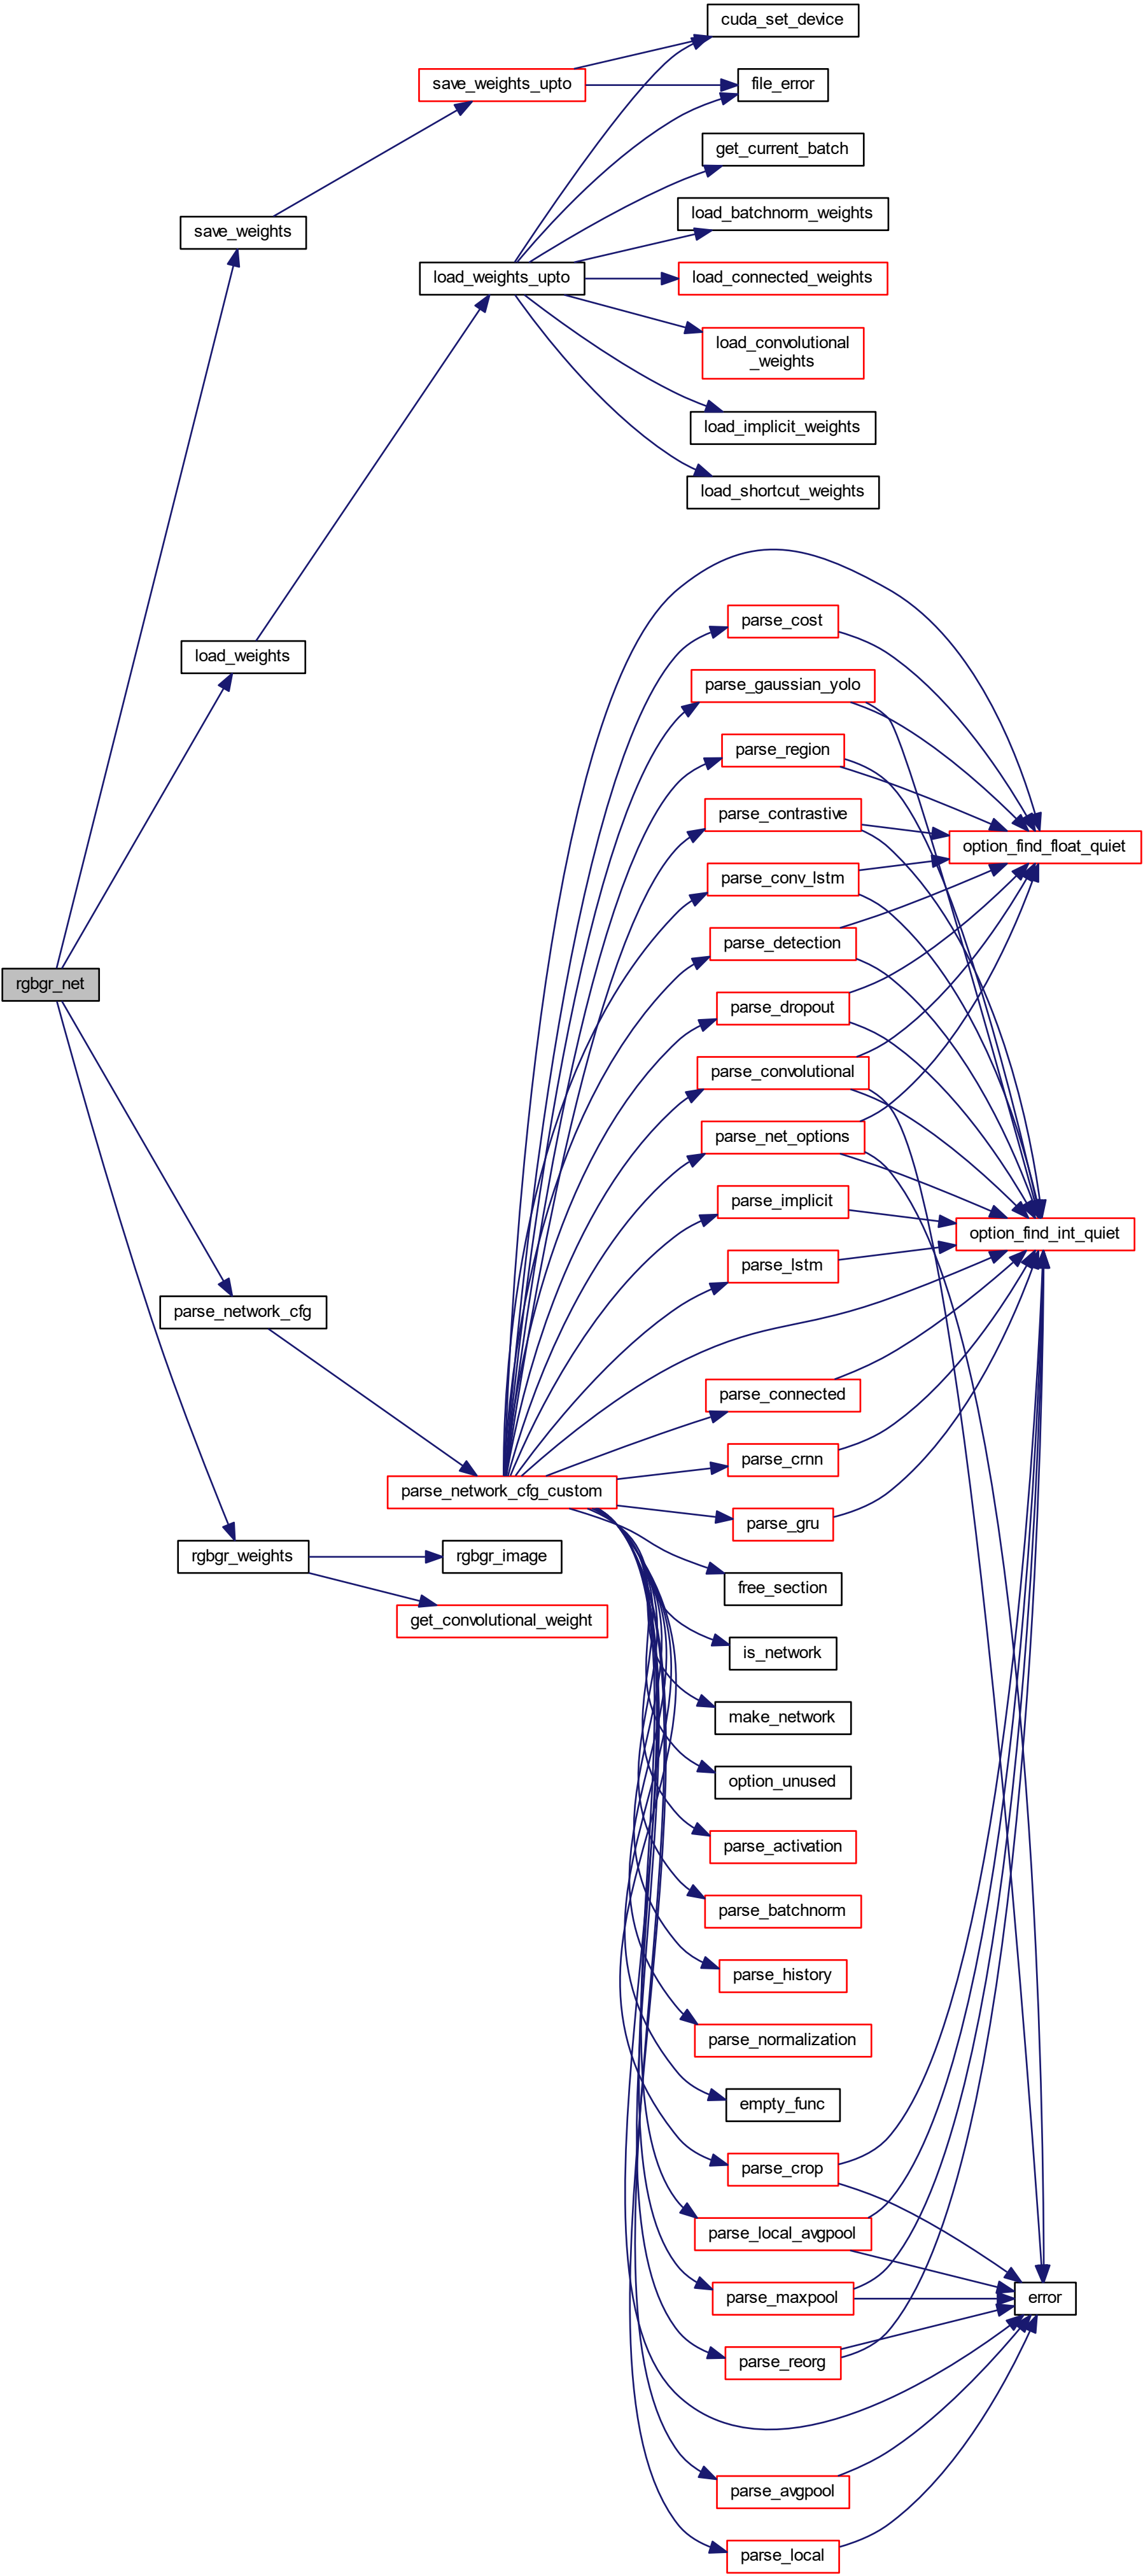 cuda_set_device
save_weights_upto
file_error
get_current_batch
load_batchnorm_weights
save_weights
load_weights_upto
load_connected_weights
load_convolutional
_weights
load_implicit_weights
load_shortcut_weights
parse_cost
load_weights
parse_gaussian_yolo
parse_region
parse_contrastive
option_find_float_quiet
parse_conv_lstm
parse_detection
rgbgr_net
parse_dropout
parse_convolutional
parse_net_options
parse_implicit
option_find_int_quiet
parse_lstm
parse_network_cfg
parse_connected
parse_crnn
parse_network_cfg_custom
parse_gru
rgbgr_weights
rgbgr_image
free_section
get_convolutional_weight
is_network
make_network
option_unused
parse_activation
parse_batchnorm
parse_history
parse_normalization
empty_func
parse_crop
parse_local_avgpool
parse_maxpool
error
parse_reorg
parse_avgpool
parse_local